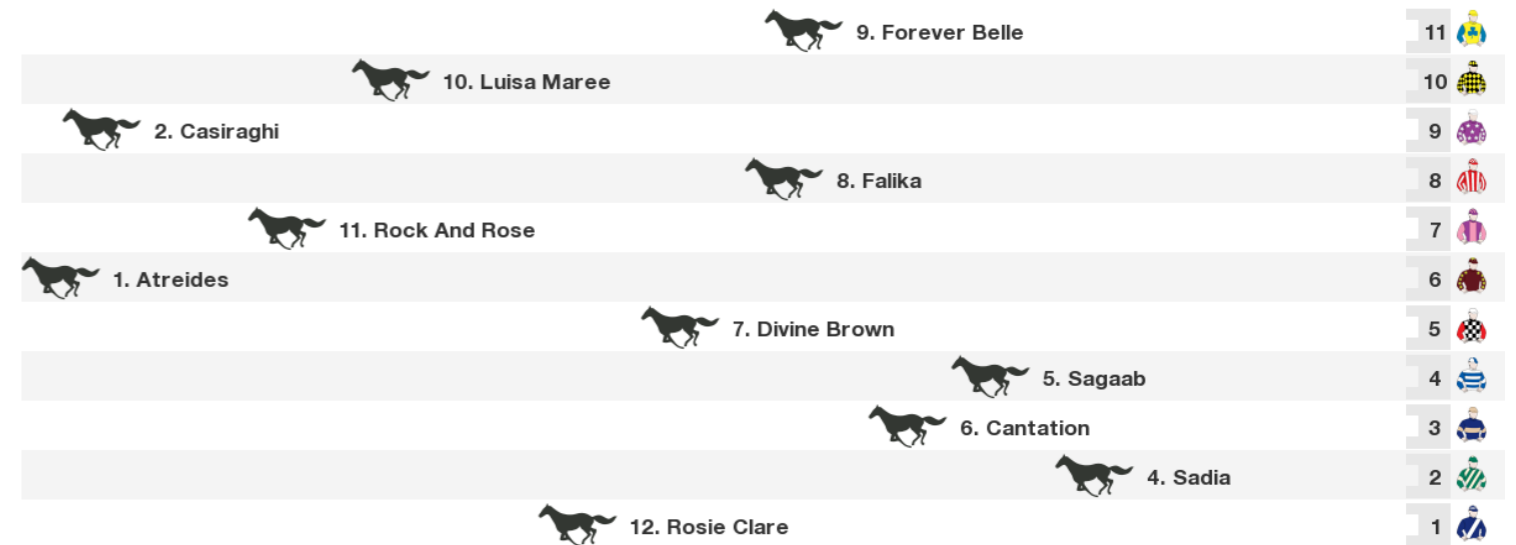 9. Forever Belle 11
10. Luisa Maree 10
2. Casiraghi 9
8. Falika 8
11. Rock And Rose 7
1. Atreides 6
7. Divine Brown 5
5. Sagaab 4
6. Cantation 3
4. Sadia 2
12. Rosie Clare 1